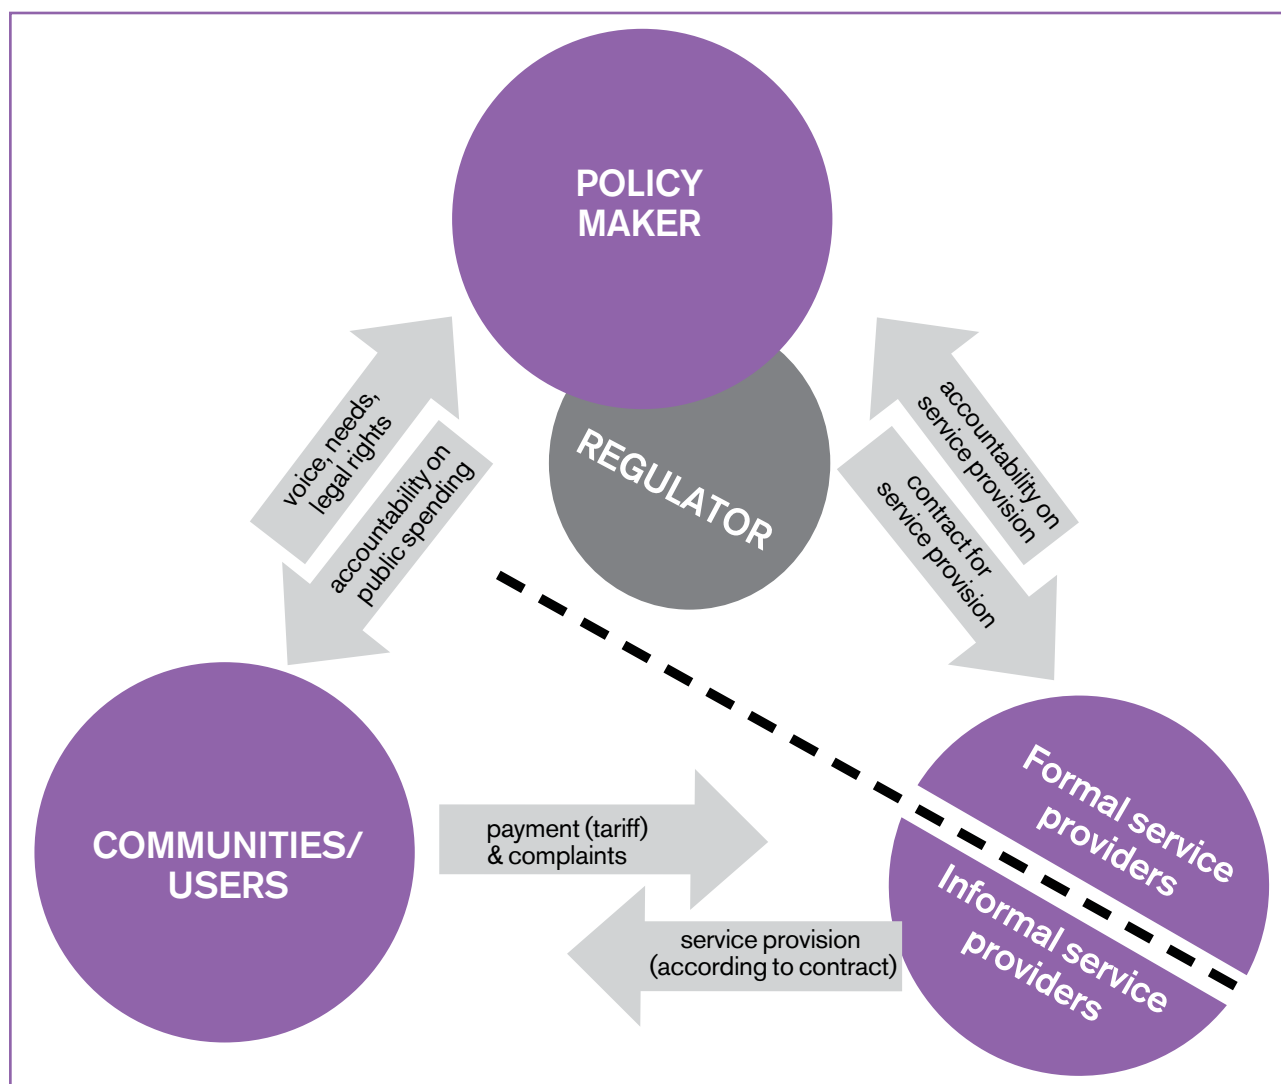 POLICY
MAKER
REGULATOR
voice, needs,
legal rights
accountability on
public spending
accountability on
service provision
contract for
service provision
COMMUNITIES/
USERS
payment (tariff)
& complaints
service provision
(according to contract)
Formal service
providers
Informal service
providers